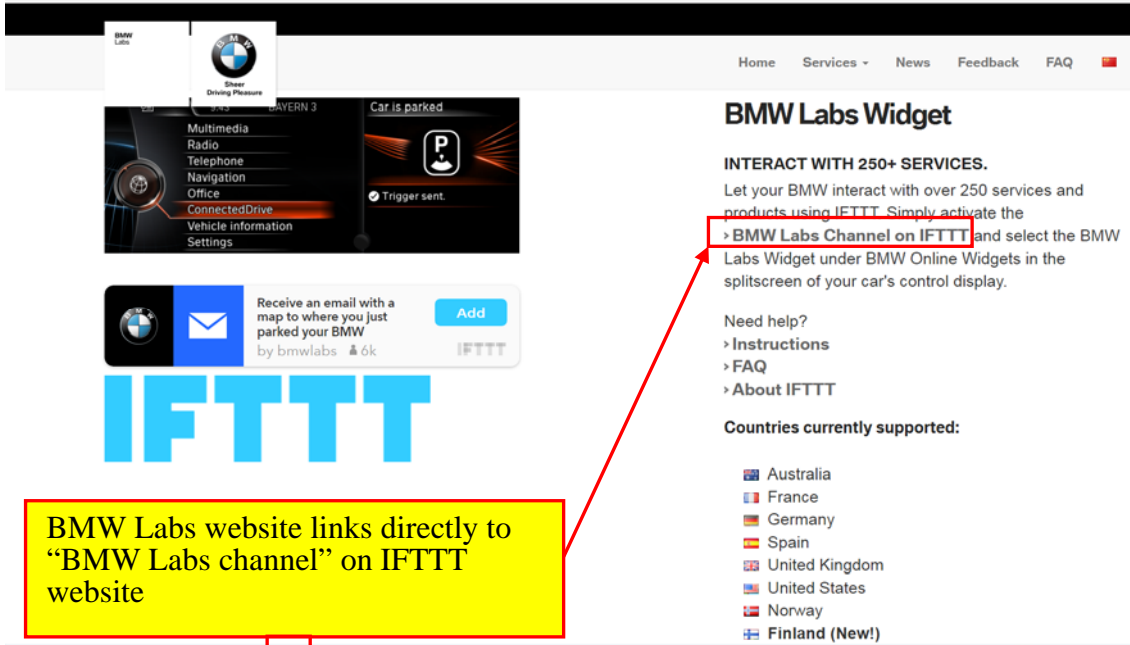 BMW
Labs
BMW
Sheer
Driving Pleasure
Home Services News Feedback FAQ
9:43 BAYERN 3 Car is parked
Multimedia
Radio
Telephone
Navigation
Office
ConnectedDrive
Vehicle information
Settings
P
Trigger sent.
Receive an email with a
map to where you just
parked your BMW
by bmwlabs 6k
Add
IFTTT
IFTTT
BMW Labs website links directly to
“BMW Labs channel” on IFTTT
website
BMW Labs Widget
INTERACT WITH 250+ SERVICES.
Let your BMW interact with over 250 services and
products using IFTTT. Simply activate the
› BMW Labs Channel on IFTTT and select the BMW
Labs Widget under BMW Online Widgets in the
splitscreen of your car's control display.
Need help?
› Instructions
› FAQ
› About IFTTT
Countries currently supported:
Australia
France
Germany
Spain
United Kingdom
United States
Norway
Finland (New!)